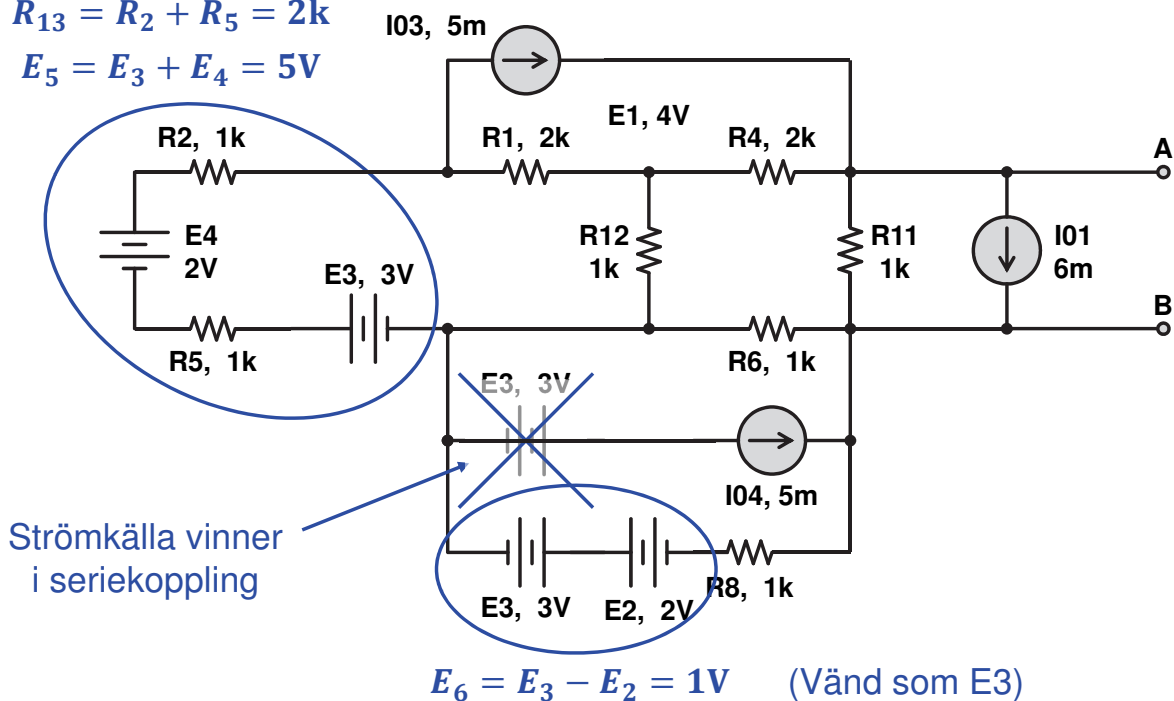 R₁₃ = R₂ + R₅ = 2k
E₅ = E₃ + E₄ = 5V
I03, 5m
E1, 4V
R2, 1k
R1, 2k
R4, 2k
A
E4
2V
R12
1k
R11
1k
I01
6m
E3, 3V
B
R5, 1k
R6, 1k
E3, 3V
I04, 5m
Strömkälla vinner
i seriekoppling
E3, 3V
E2, 2V
R8, 1k
E₆ = E₃ − E₂ = 1V (Vänd som E3)